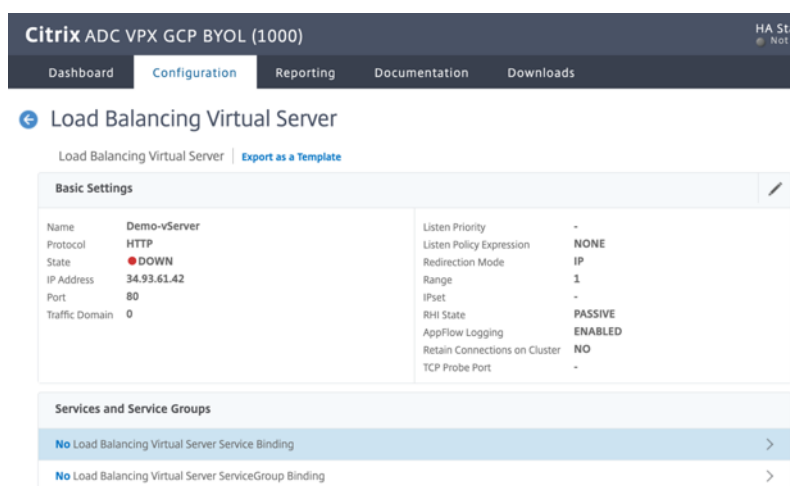 Citrix ADC VPX GCP BYOL (1000)
HA St
Not
Dashboard Configuration Reporting Documentation Downloads
Load Balancing Virtual Server
Load Balancing Virtual Server Export as a Template
Basic Settings
Name Demo-vServer
Protocol HTTP
State DOWN
IP Address 34.93.61.42
Port 80
Traffic Domain 0
Listen Priority -
Listen Policy Expression NONE
Redirection Mode IP
Range 1
IPset -
RHI State PASSIVE
AppFlow Logging ENABLED
Retain Connections on Cluster NO
TCP Probe Port -
Services and Service Groups
No Load Balancing Virtual Server Service Binding
No Load Balancing Virtual Server ServiceGroup Binding